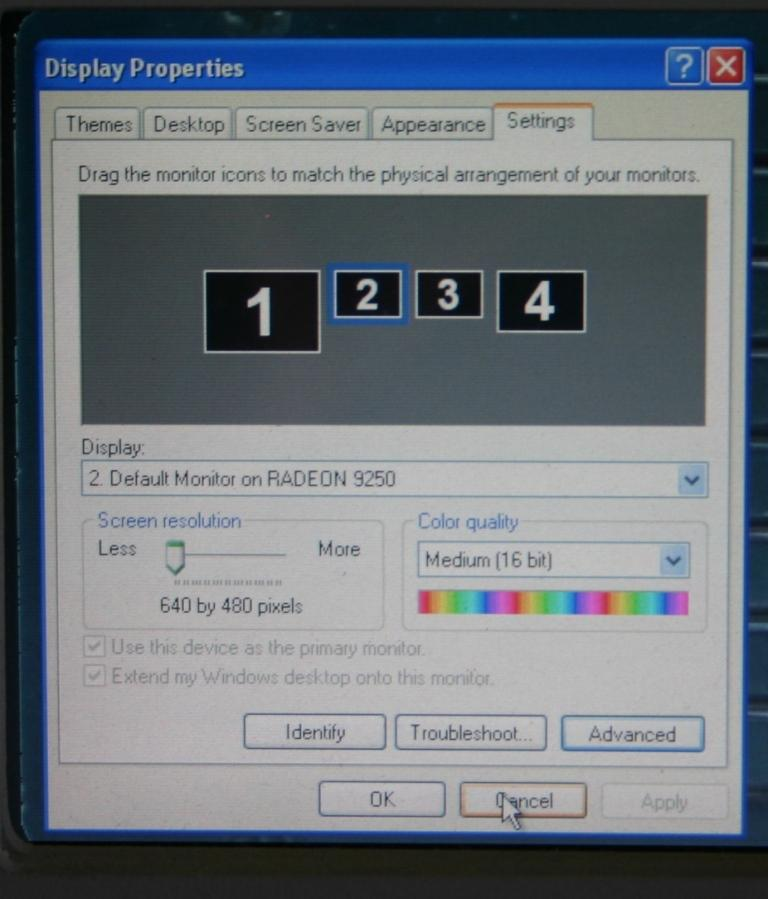 Display Properties
?
Themes Desktop Screen Saver Appearance Settings
Drag the monitor icons to match the physical arrangement of your monitors.
1 2 3 4
Display:
2. Default Monitor on RADEON 9250
Screen resolution
Less More
640 by 480 pixels
Color quality
Medium (16 bit)
Use this device as the primary monitor.
Extend my Windows desktop onto this monitor.
Identify Troubleshoot... Advanced
OK Cancel Apply